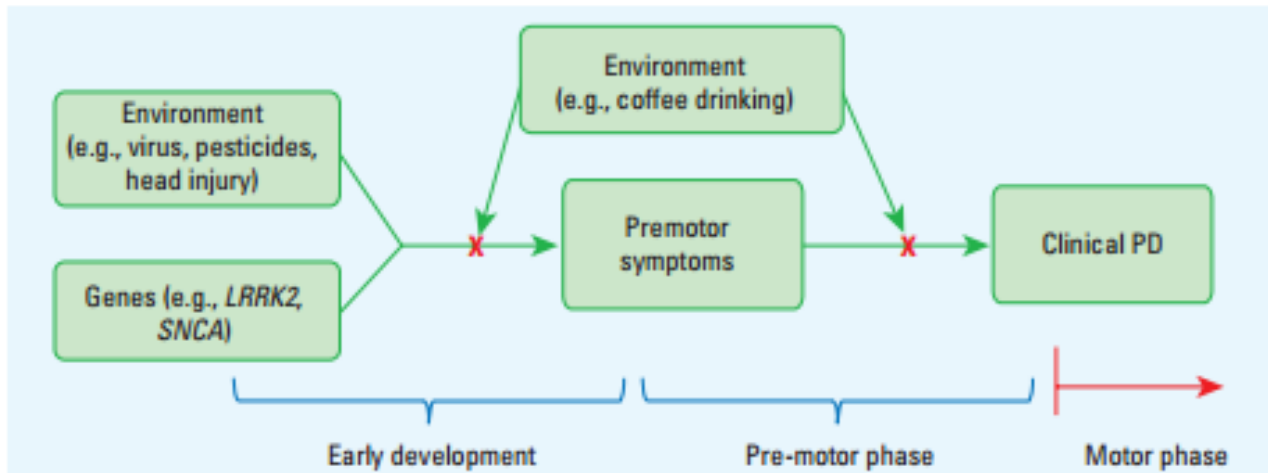 Environment
(e.g., coffee drinking)
Environment
(e.g., virus, pesticides,
head injury)
X
Premotor
symptoms
X
Clinical PD
Genes (e.g., LRRK2,
SNCA)
Early development
Pre-motor phase
Motor phase